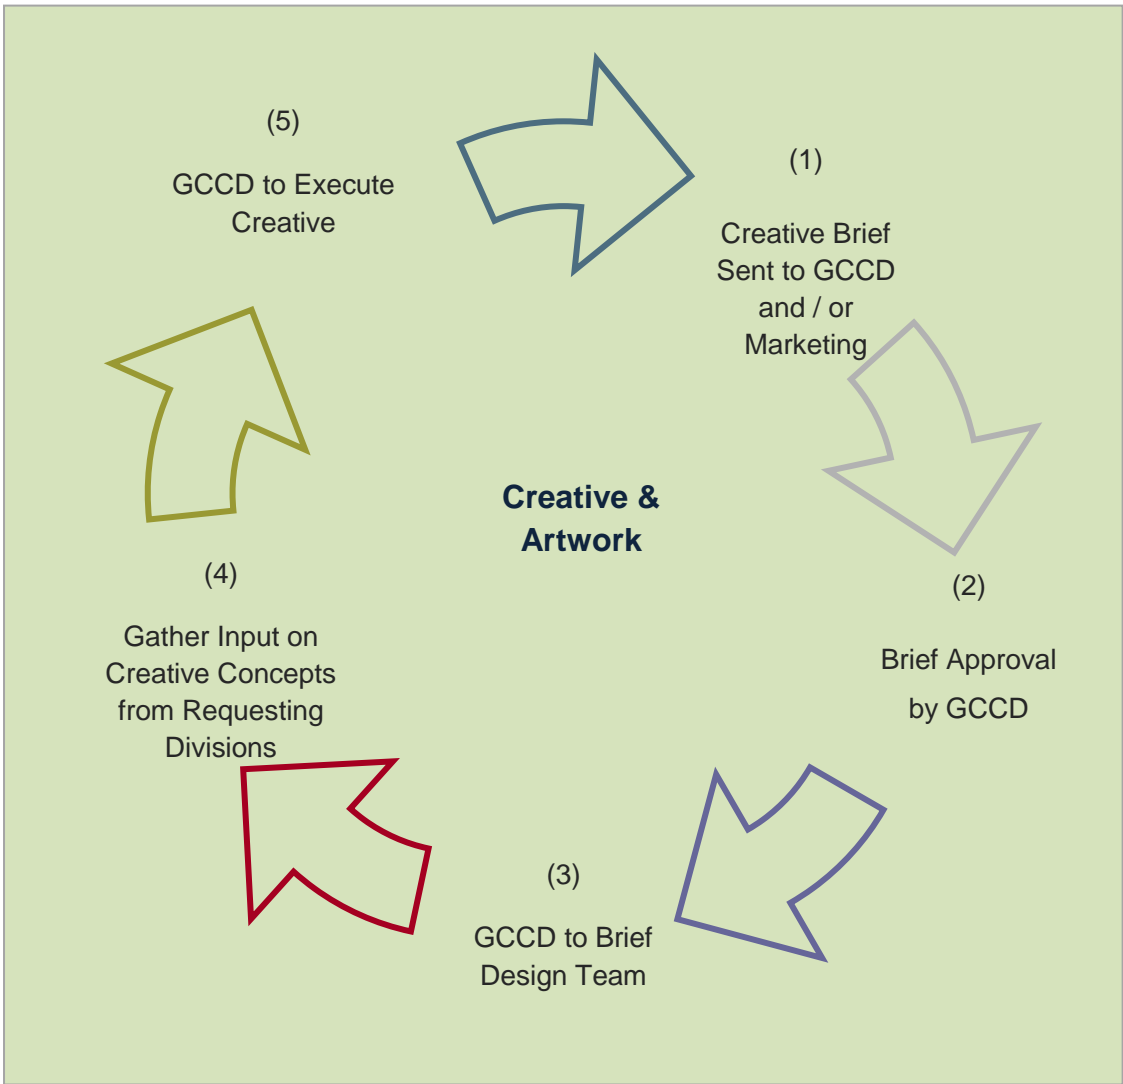 (1)
Creative Brief
Sent to GCCD
and / or
Marketing
(2)
Brief Approval
by GCCD
(3)
GCCD to Brief
Design Team
(4)
Gather Input on
Creative Concepts
from Requesting
Divisions
(5)
GCCD to Execute
Creative
Creative &
Artwork